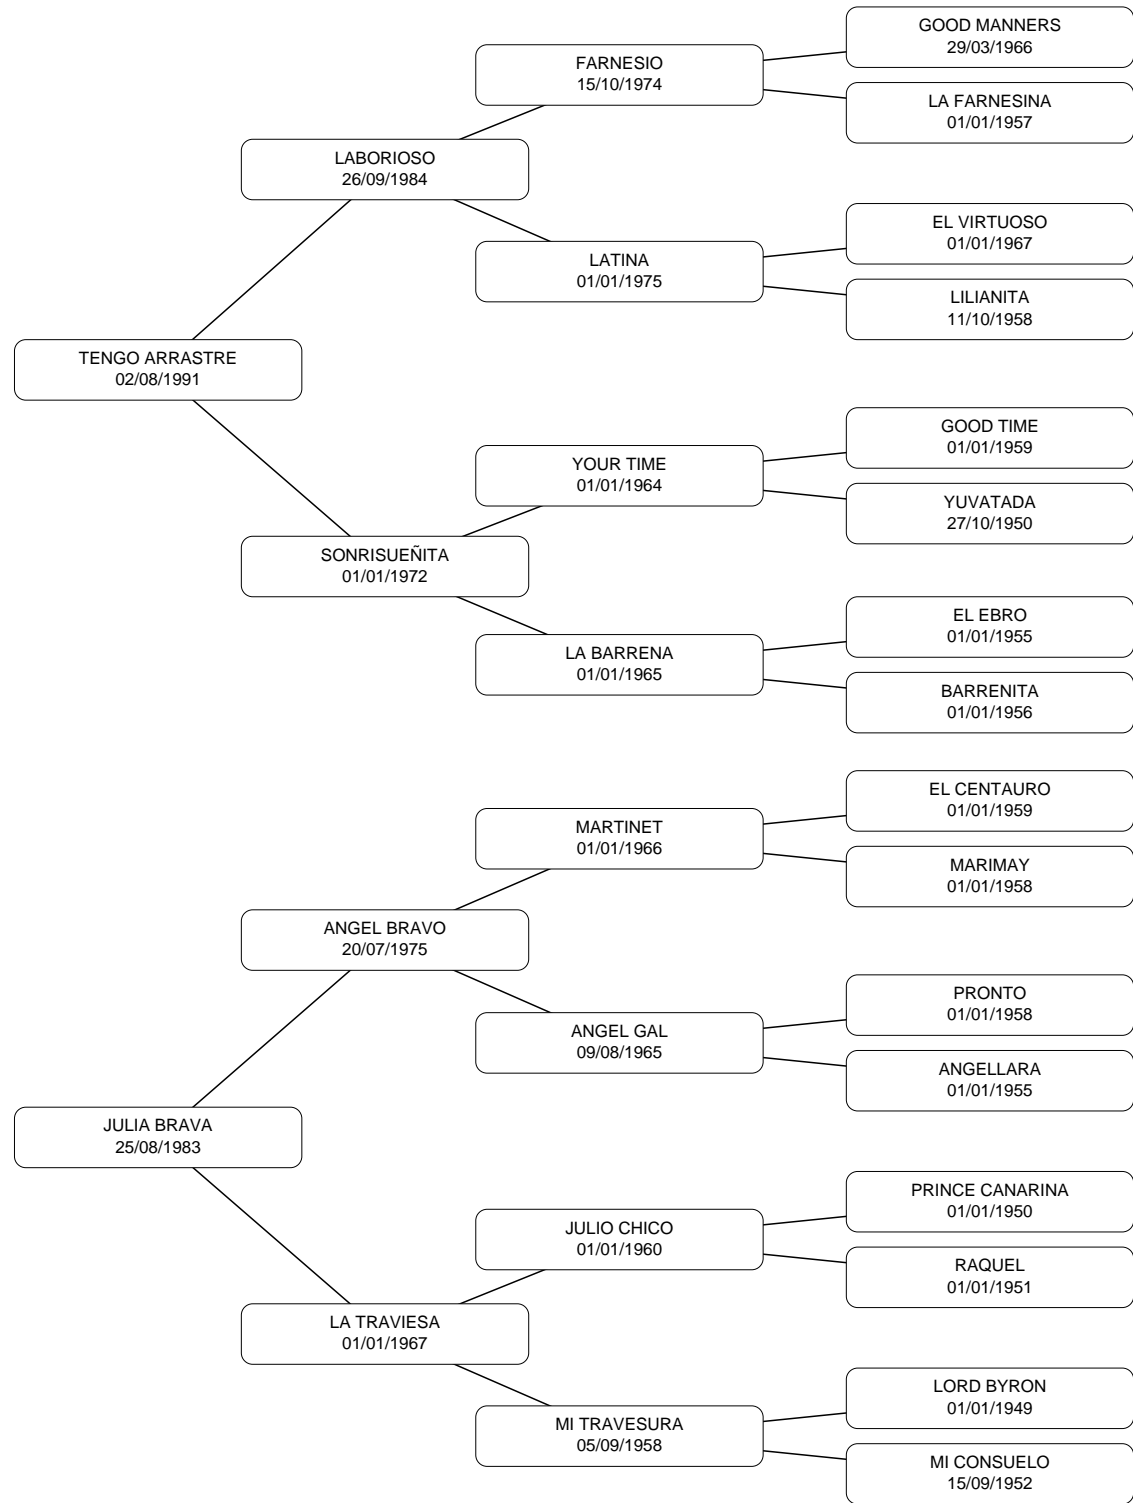 GOOD MANNERS
29/03/1966
FARNESIO
15/10/1974
LA FARNESINA
01/01/1957
LABORIOSO
26/09/1984
EL VIRTUOSO
01/01/1967
LATINA
01/01/1975
LILIANITA
11/10/1958
TENGO ARRASTRE
02/08/1991
GOOD TIME
01/01/1959
YOUR TIME
01/01/1964
YUVATADA
27/10/1950
SONRISUEÑITA
01/01/1972
EL EBRO
01/01/1955
LA BARRENA
01/01/1965
BARRENITA
01/01/1956
EL CENTAURO
01/01/1959
MARTINET
01/01/1966
MARIMAY
01/01/1958
ANGEL BRAVO
20/07/1975
PRONTO
01/01/1958
ANGEL GAL
09/08/1965
ANGELLARA
01/01/1955
JULIA BRAVA
25/08/1983
PRINCE CANARINA
01/01/1950
JULIO CHICO
01/01/1960
RAQUEL
01/01/1951
LA TRAVIESA
01/01/1967
LORD BYRON
01/01/1949
MI TRAVESURA
05/09/1958
MI CONSUELO
15/09/1952